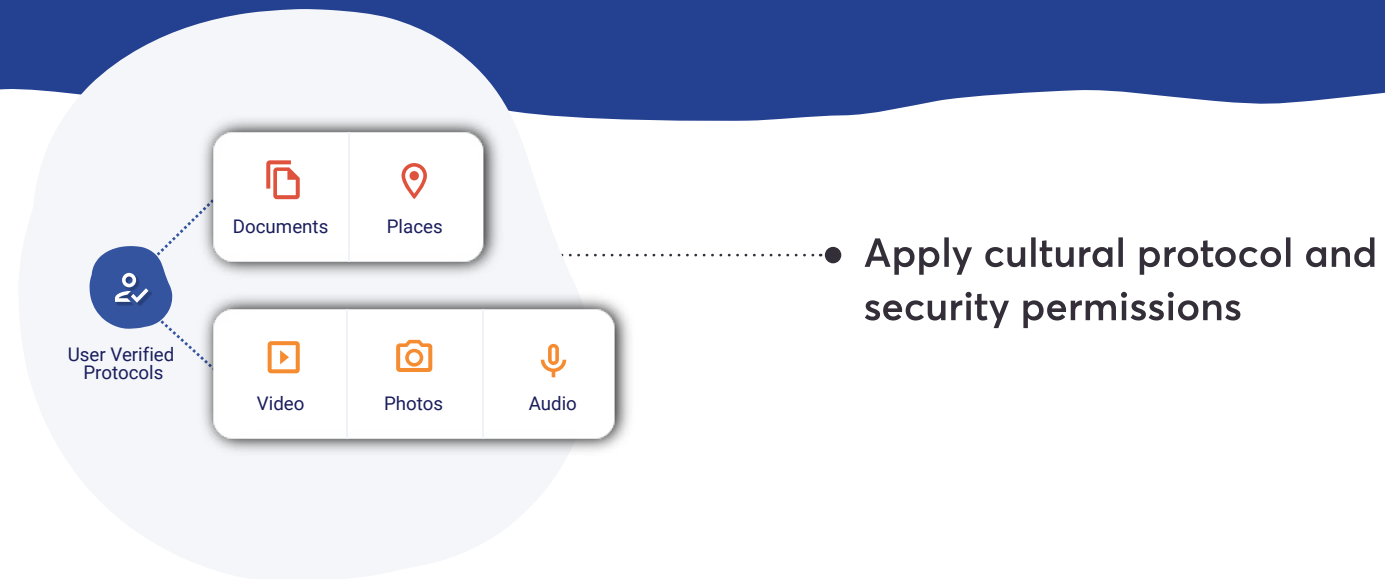 Documents
Places
User Verified
Protocols
Video
Photos
Audio
Apply cultural protocol and
security permissions